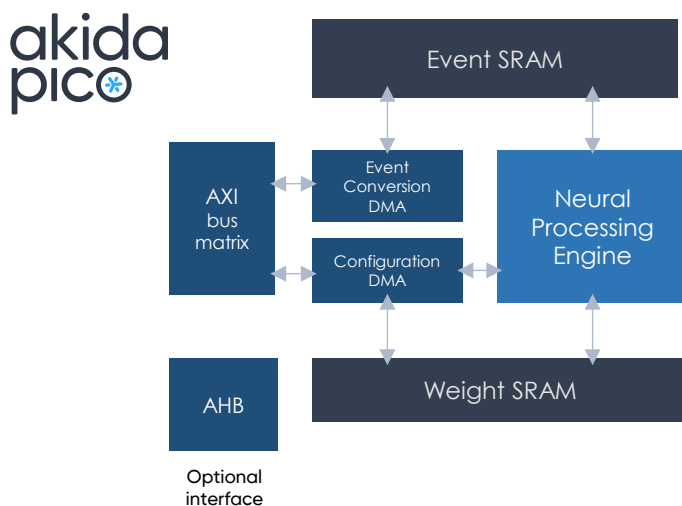 akida
pico
Event SRAM
AXI
bus
matrix
Event
Conversion
DMA
Neural
Processing
Engine
Configuration
DMA
AHB
Weight SRAM
Optional
interface